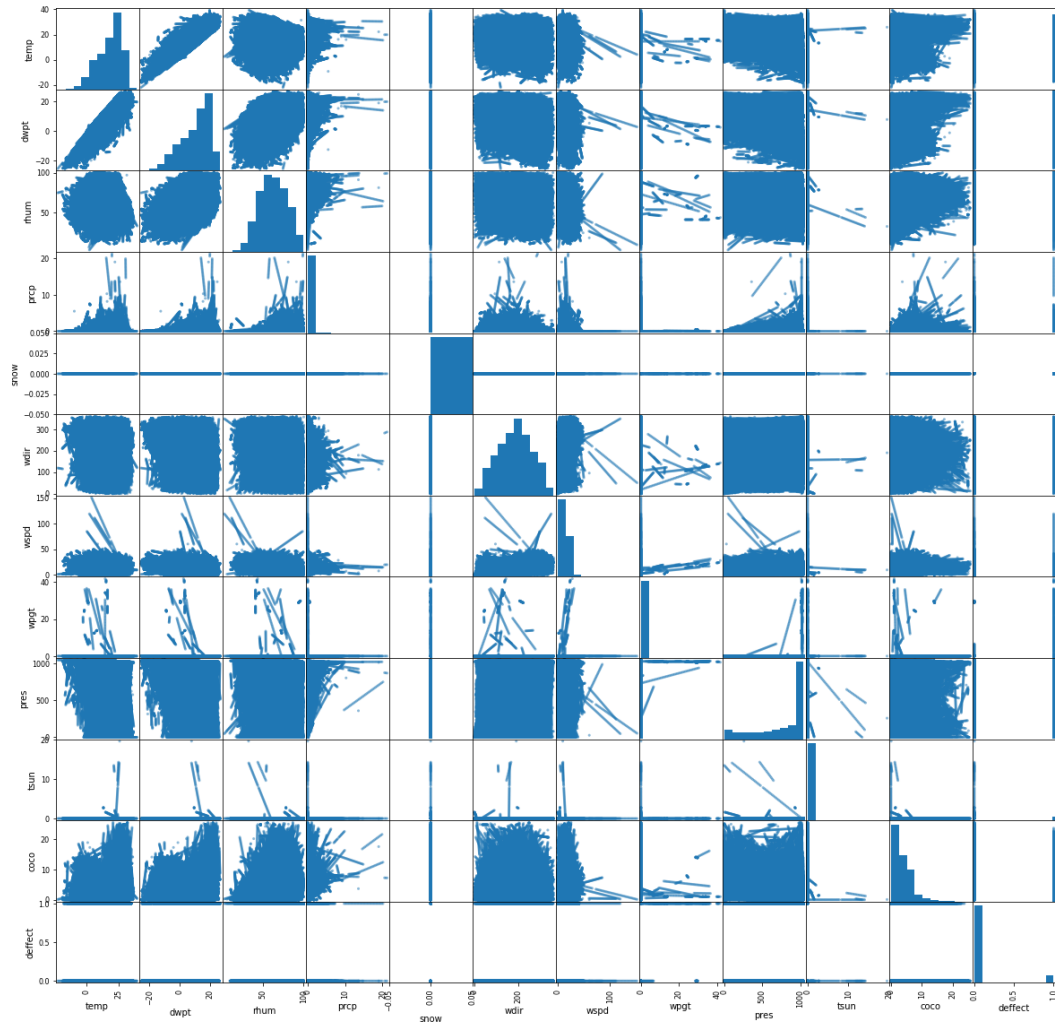 temp
40
20
0
−20
dwpt
20
0
−20
rhum
100
50
prcp
20
10
snow
0.050
0.025
0.000
−0.025
−0.050
wdir
300
200
100
0
wspd
150
100
50
0
wpgt
40
20
0
pres
1000
500
0
tsun
20
10
0
coco
20
10
0
deffect
1.0
0.5
0.0
0 25
−20 0 20
50 100
10 20
−0.05 0.00 0.05
200
0 100
0 20 40
0 500 1000
0 10 20
0 10 20
0.0 0.5 1.0
temp dwpt rhum prcp snow wdir wspd wpgt pres tsun coco deffect